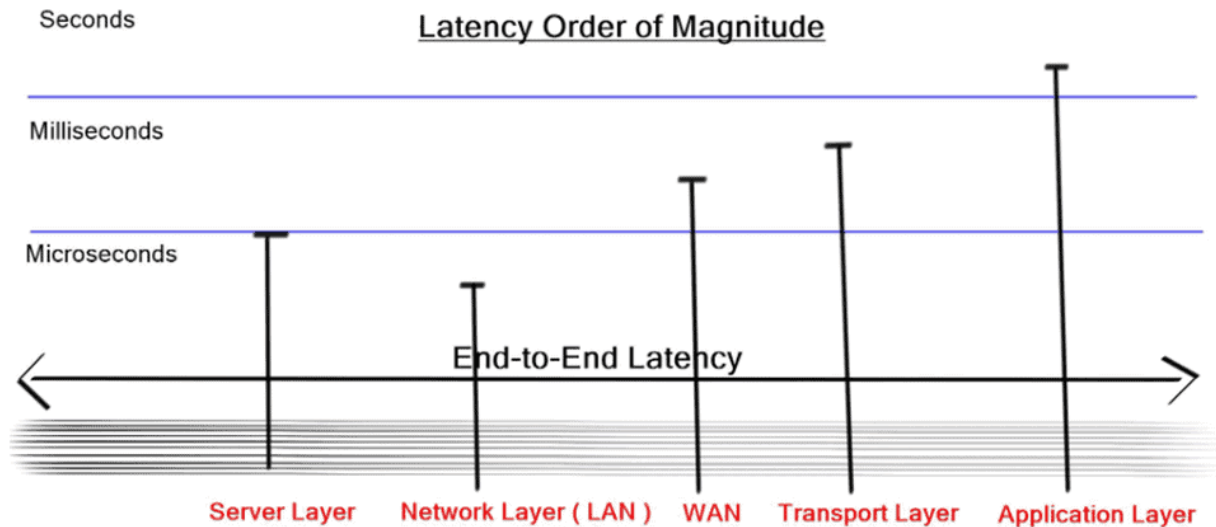 Seconds
Latency Order of Magnitude
Milliseconds
Microseconds
End-to-End Latency
Server Layer
Network Layer ( LAN )
WAN
Transport Layer
Application Layer